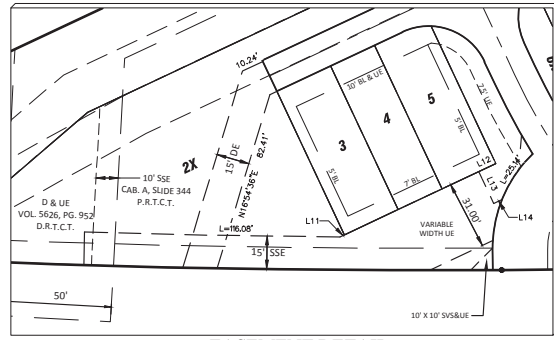 10.24'
10' BL & UE
7.5' UE
5
4
3
2X
15' DE
N16°54'36"E 82.41'
5' BL
5' BL
7' BL
L12
L13
L=25.14'
L14
L11
31.00'
10' SSE
CAB. A, SLIDE 344
P.R.T.C.T.
D & UE
VOL. 5626, PG. 952
D.R.T.C.T.
L=116.08'
15' SSE
VARIABLE
WIDTH UE
50'
10' X 10' SVS&UE